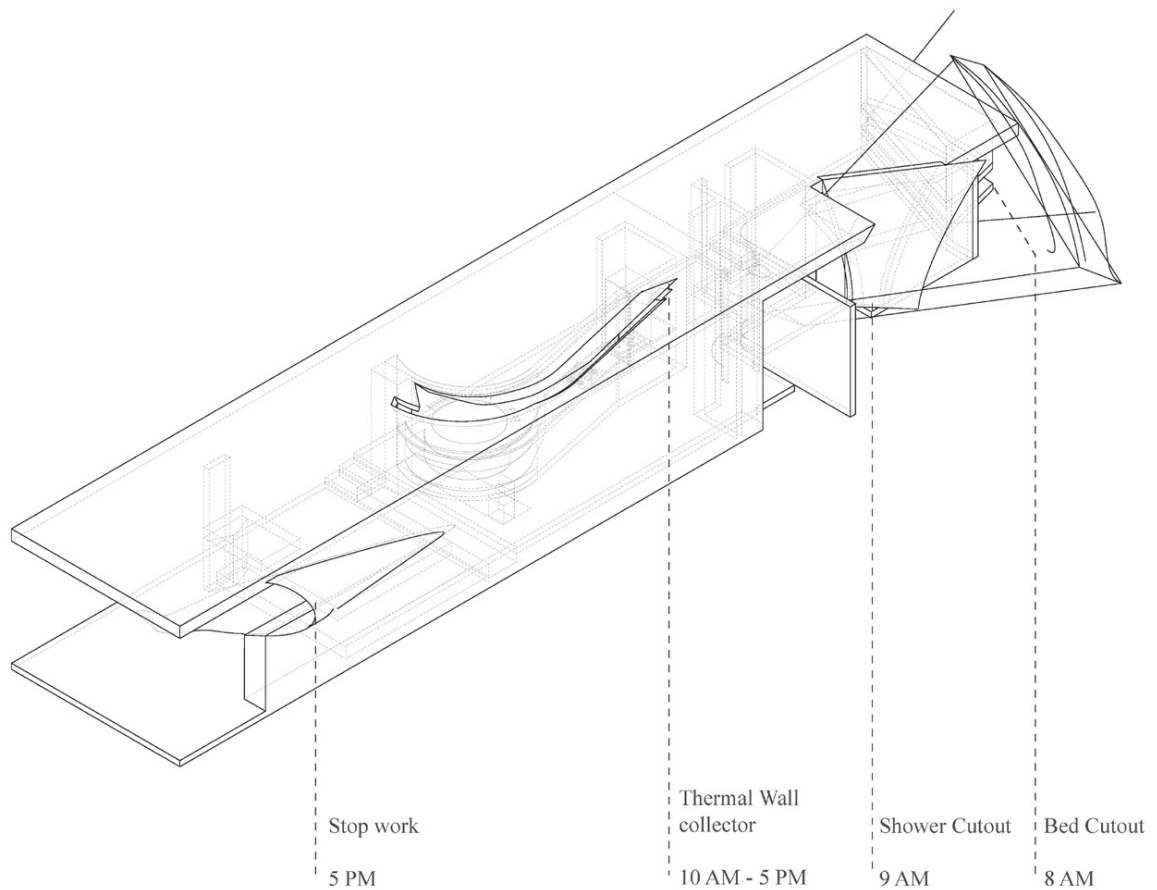 Stop work
5 PM
Thermal Wall
collector
10 AM - 5 PM
Shower Cutout
9 AM
Bed Cutout
8 AM